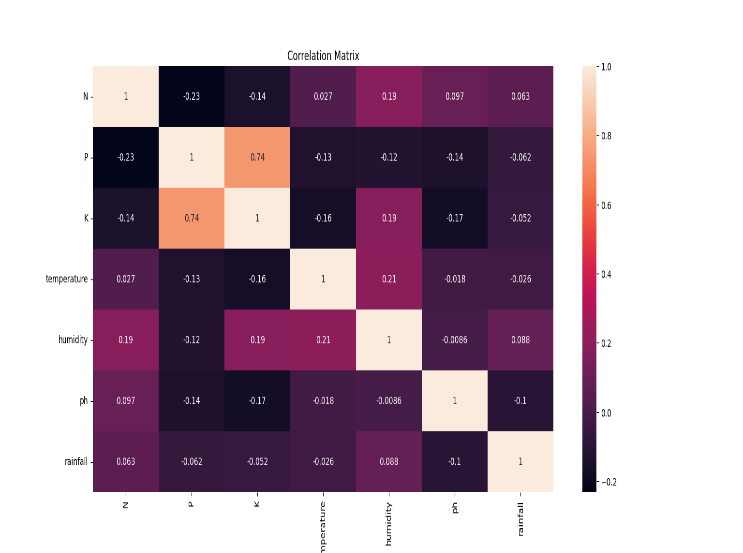 Correlation Matrix
N 1 -0.23 -0.14 0.027 0.19 0.097 0.063
P -0.23 1 0.74 -0.13 -0.12 -0.14 -0.062
K -0.14 0.74 1 -0.16 0.19 -0.17 -0.052
temperature 0.027 -0.13 -0.16 1 0.21 -0.018 -0.026
humidity 0.19 -0.12 0.19 0.21 1 -0.0086 0.088
ph 0.097 -0.14 -0.17 -0.018 -0.0086 1 -0.1
rainfall 0.063 -0.062 -0.052 -0.026 0.088 -0.1 1
N P K mperature humidity ph rainfall
1.0
0.8
0.6
0.4
0.2
0.0
−0.2